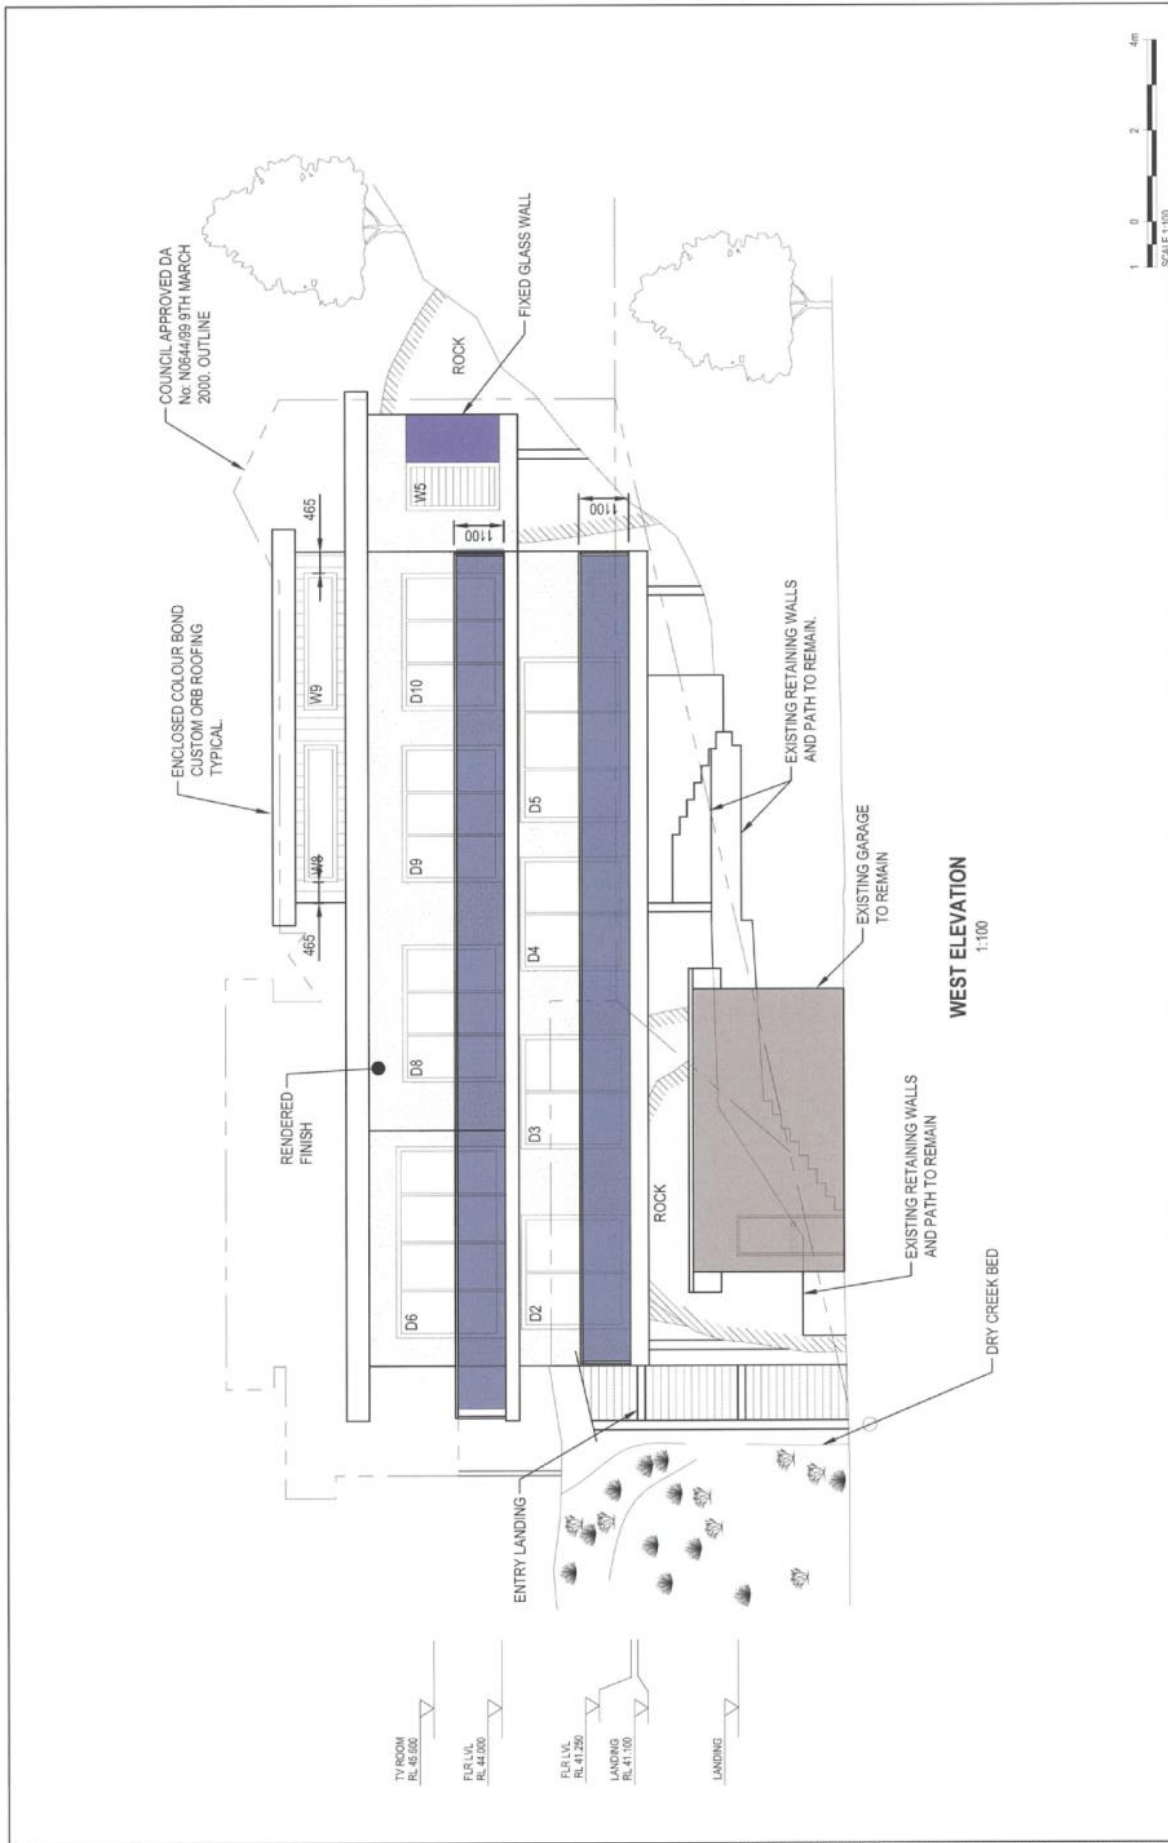 COUNCIL APPROVED DA
No: N0644/99 9TH MARCH
2000. OUTLINE
ENCLOSED COLOUR BOND
CUSTOM ORB ROOFING
TYPICAL.
RENDERED
FINISH
465
465
W8
W9
FIXED GLASS WALL
ROCK
W5
1100
1100
D6
D8
D9
D10
D2
D3
D4
D5
ROCK
ENTRY LANDING
EXISTING RETAINING WALLS
AND PATH TO REMAIN.
EXISTING GARAGE
TO REMAIN
EXISTING RETAINING WALLS
AND PATH TO REMAIN
DRY CREEK BED
TV ROOM
RL 45.600
FLR LVL
RL 44.000
FLR LVL
RL 41.250
LANDING
RL 41.100
LANDING
WEST ELEVATION
1:100
1 0 2 4m
SCALE 1:100